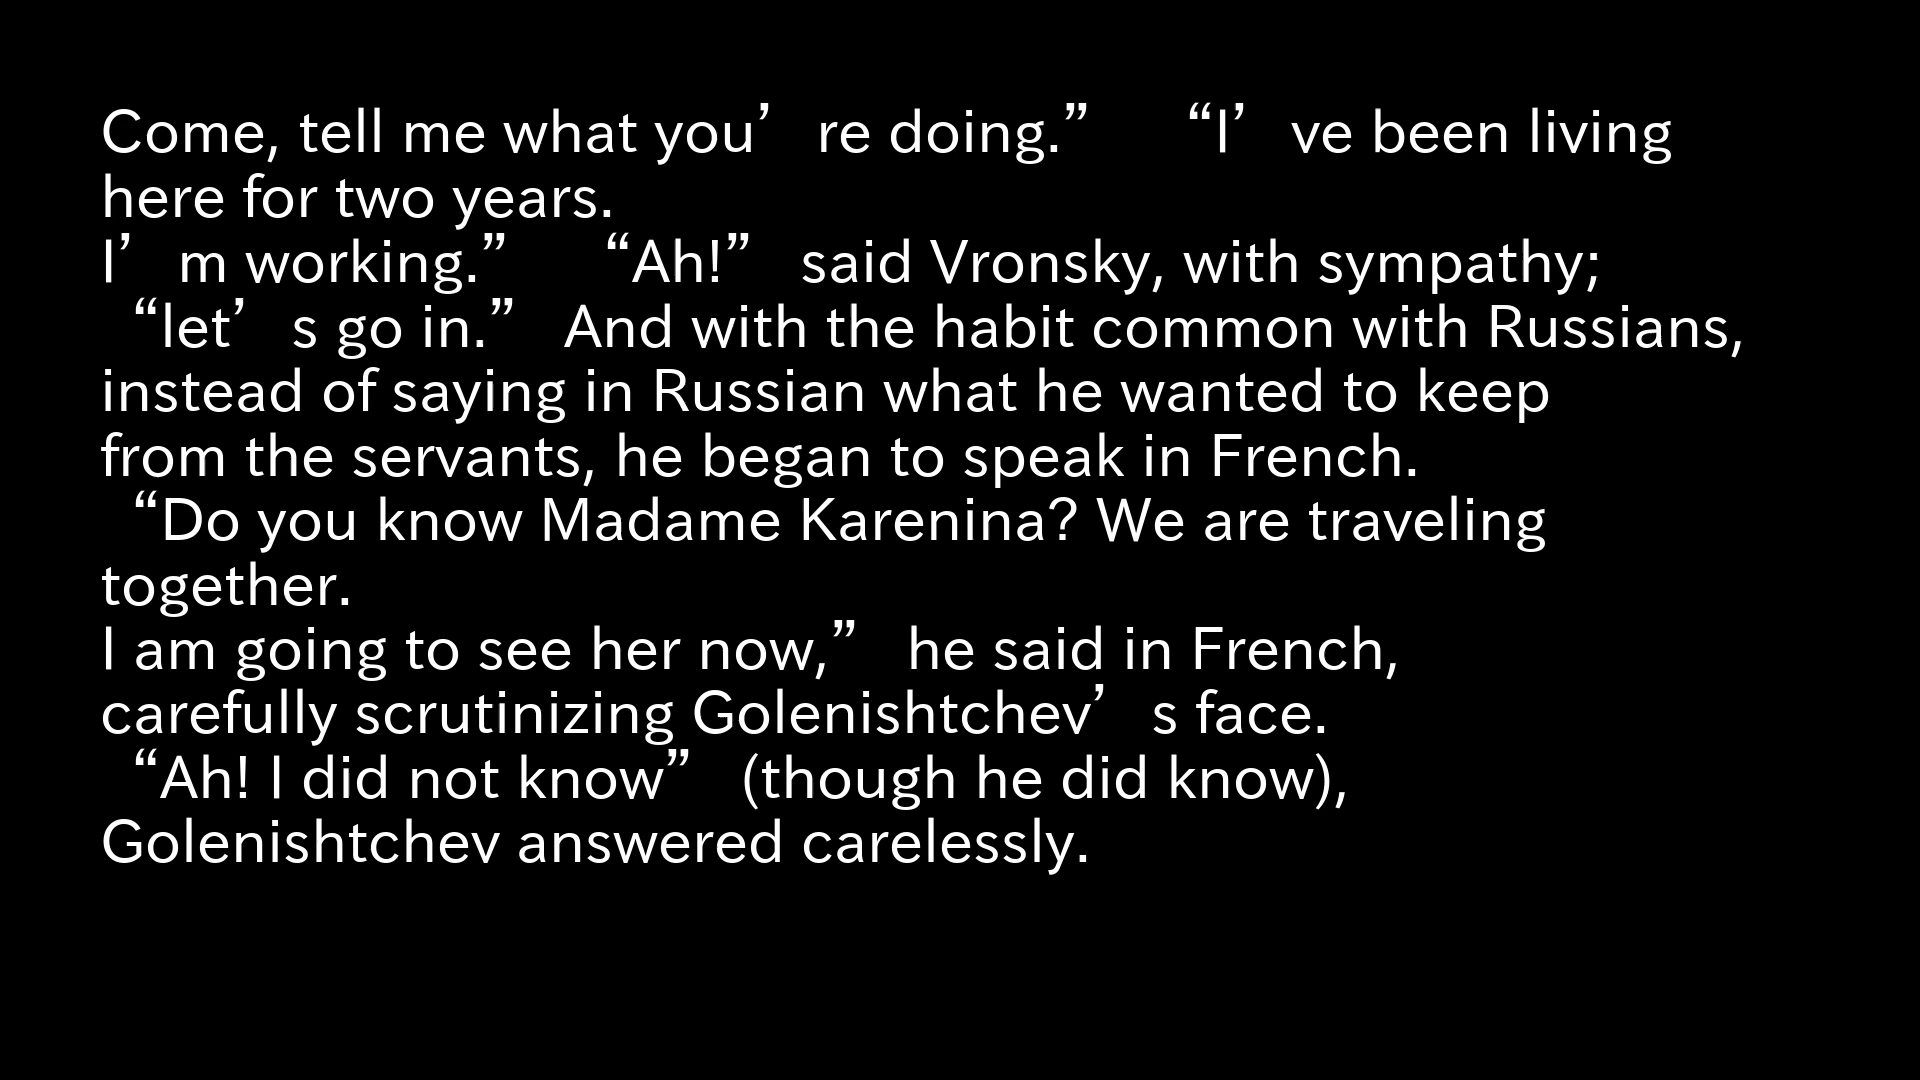 Come, tell me what you’re doing.” “I’ve been living
here for two years.
I’m working.” “Ah!” said Vronsky, with sympathy;
“let’s go in.” And with the habit common with Russians,
instead of saying in Russian what he wanted to keep
from the servants, he began to speak in French.
“Do you know Madame Karenina? We are traveling
together.
I am going to see her now,” he said in French,
carefully scrutinizing Golenishtchev’s face.
“Ah! I did not know” (though he did know),
Golenishtchev answered carelessly.